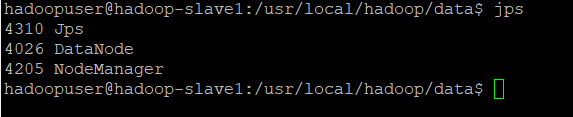 hadoopuser@hadoop-slave1:/usr/local/hadoop/data$ jps
4310 Jps
4026 DataNode
4205 NodeManager
hadoopuser@hadoop-slave1:/usr/local/hadoop/data$